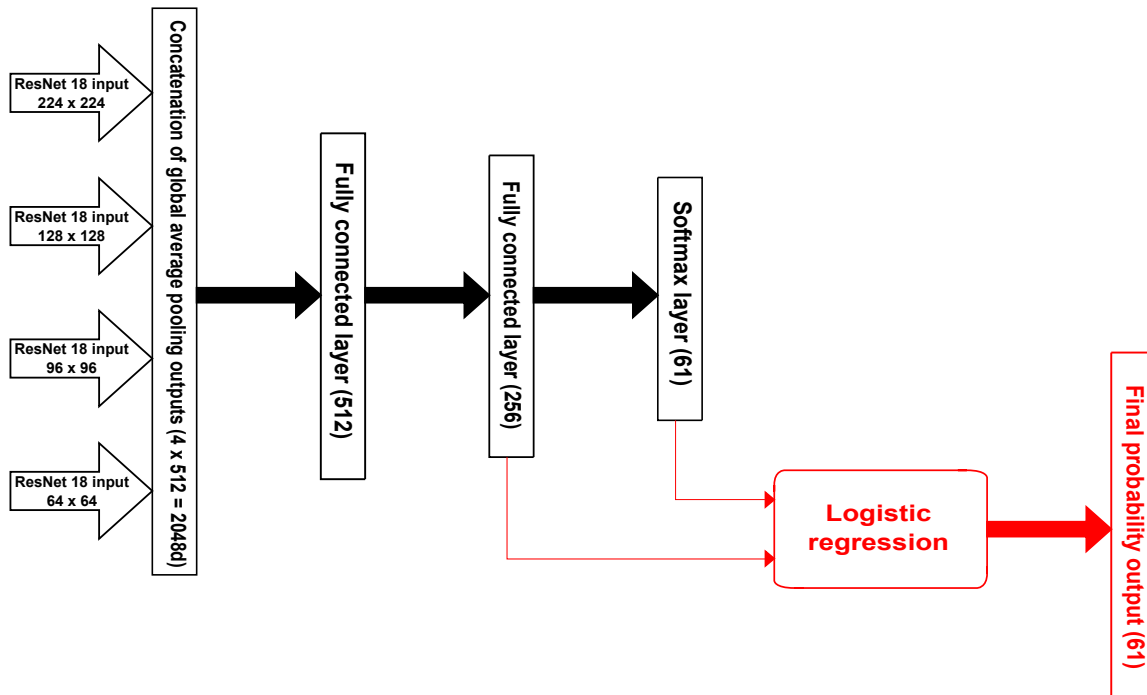 ResNet 18 input
224 x 224
ResNet 18 input
128 x 128
ResNet 18 input
96 x 96
ResNet 18 input
64 x 64
Concatenation of global average pooling outputs (4 x 512 = 2048d)
Fully connected layer (512)
Fully connected layer (256)
Softmax layer (61)
Logistic
regression
Final probability output (61)